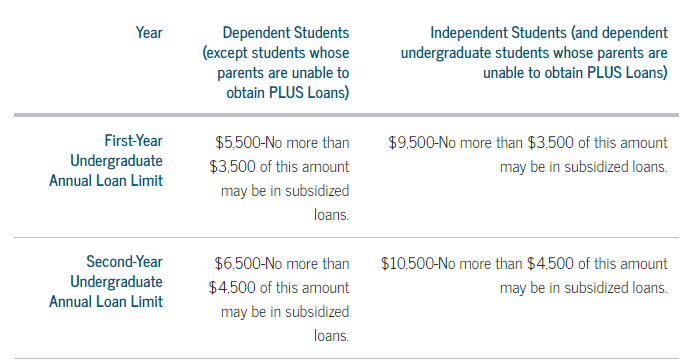 Year
Dependent Students
(except students whose
parents are unable to
obtain PLUS Loans)
Independent Students (and dependent
undergraduate students whose parents are
unable to obtain PLUS Loans)
First-Year
Undergraduate
Annual Loan Limit
$5,500-No more than
$3,500 of this amount
may be in subsidized
loans.
$9,500-No more than $3,500 of this amount
may be in subsidized loans.
Second-Year
Undergraduate
Annual Loan Limit
$6,500-No more than
$4,500 of this amount
may be in subsidized
loans.
$10,500-No more than $4,500 of this amount
may be in subsidized loans.